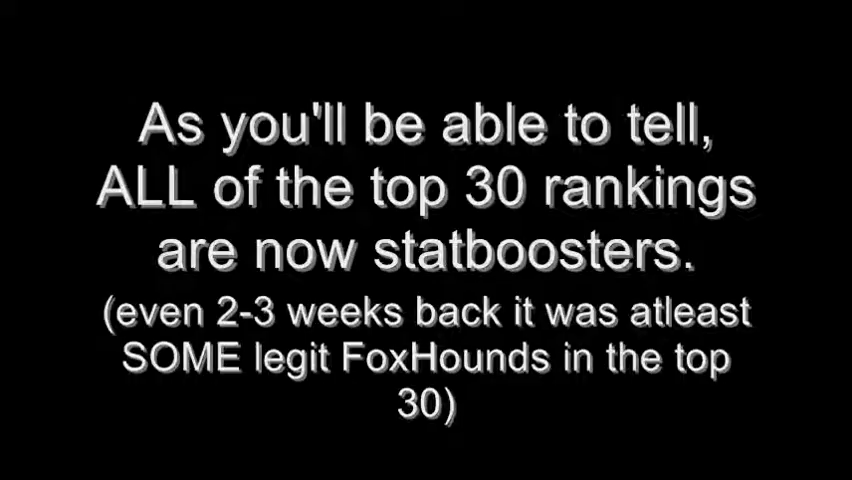 As you'll be able to tell,
ALL of the top 30 rankings
are now statboosters.
(even 2-3 weeks back it was atleast
SOME legit FoxHounds in the top
30)